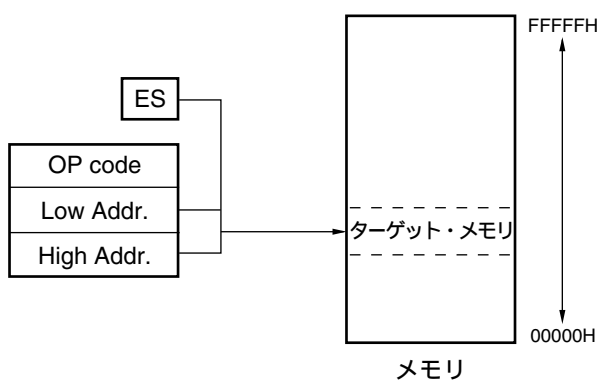 FFFFFH
ES
OP code
Low Addr.
High Addr.
ターゲット・メモリ
00000H
メモリ